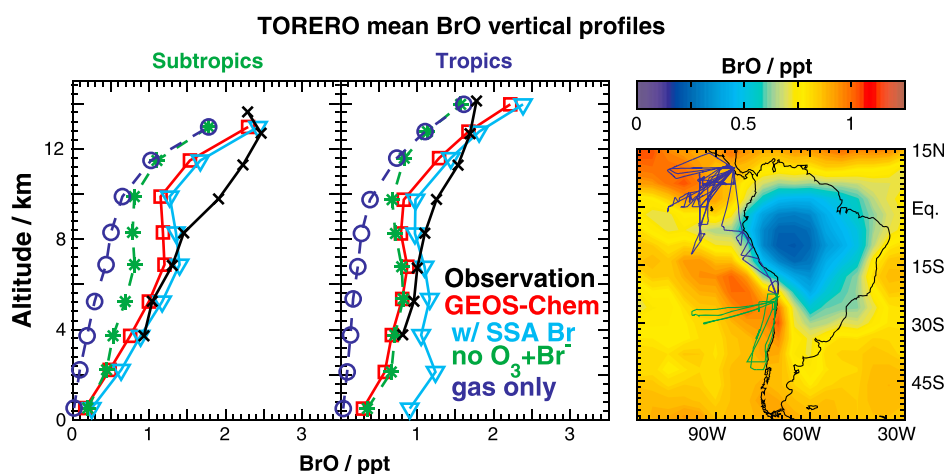 TORERO mean BrO vertical profiles
Subtropics
Tropics
BrO / ppt
0 0.5 1
Altitude / km
12
8
4
0
Observation
GEOS-Chem
w/ SSA Br
no O₃+Br⁻
gas only
0 1 2 3
1 2 3
BrO / ppt
15N
Eq.
15S
30S
45S
90W 60W 30W